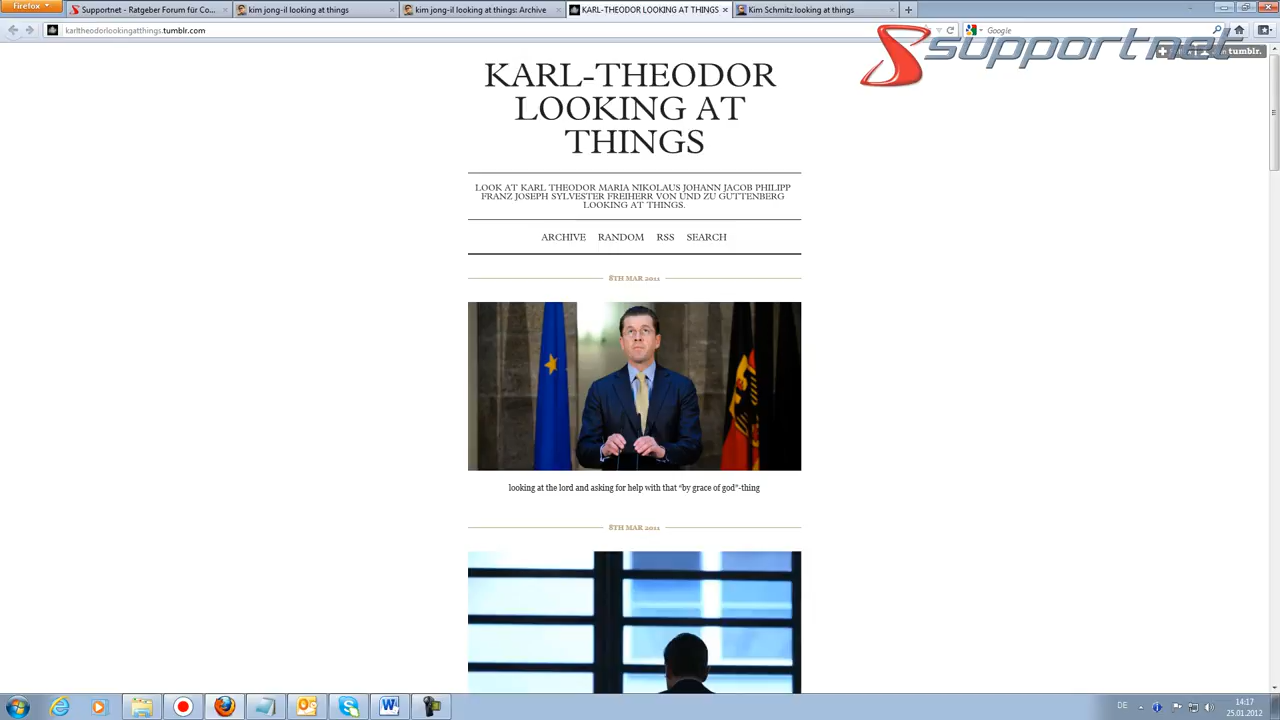 Firefox
Supportnet - Ratgeber Forum für Co...
kim jong-il looking at things
kim jong-il looking at things: Archive
KARL-THEODOR LOOKING AT THINGS
Kim Schmitz looking at things
karltheodorlookingatthings.tumblr.com
Google
supportnet
tumblr.
KARL-THEODOR
LOOKING AT
THINGS
LOOK AT KARL THEODOR MARIA NIKOLAUS JOHANN JACOB PHILIPP
FRANZ JOSEPH SYLVESTER FREIHERR VON UND ZU GUTTENBERG
LOOKING AT THINGS.
ARCHIVE RANDOM RSS SEARCH
8TH MAR 2011
looking at the lord and asking for help with that “by grace of god”-thing
8TH MAR 2011
DE
14:17
25.01.2012